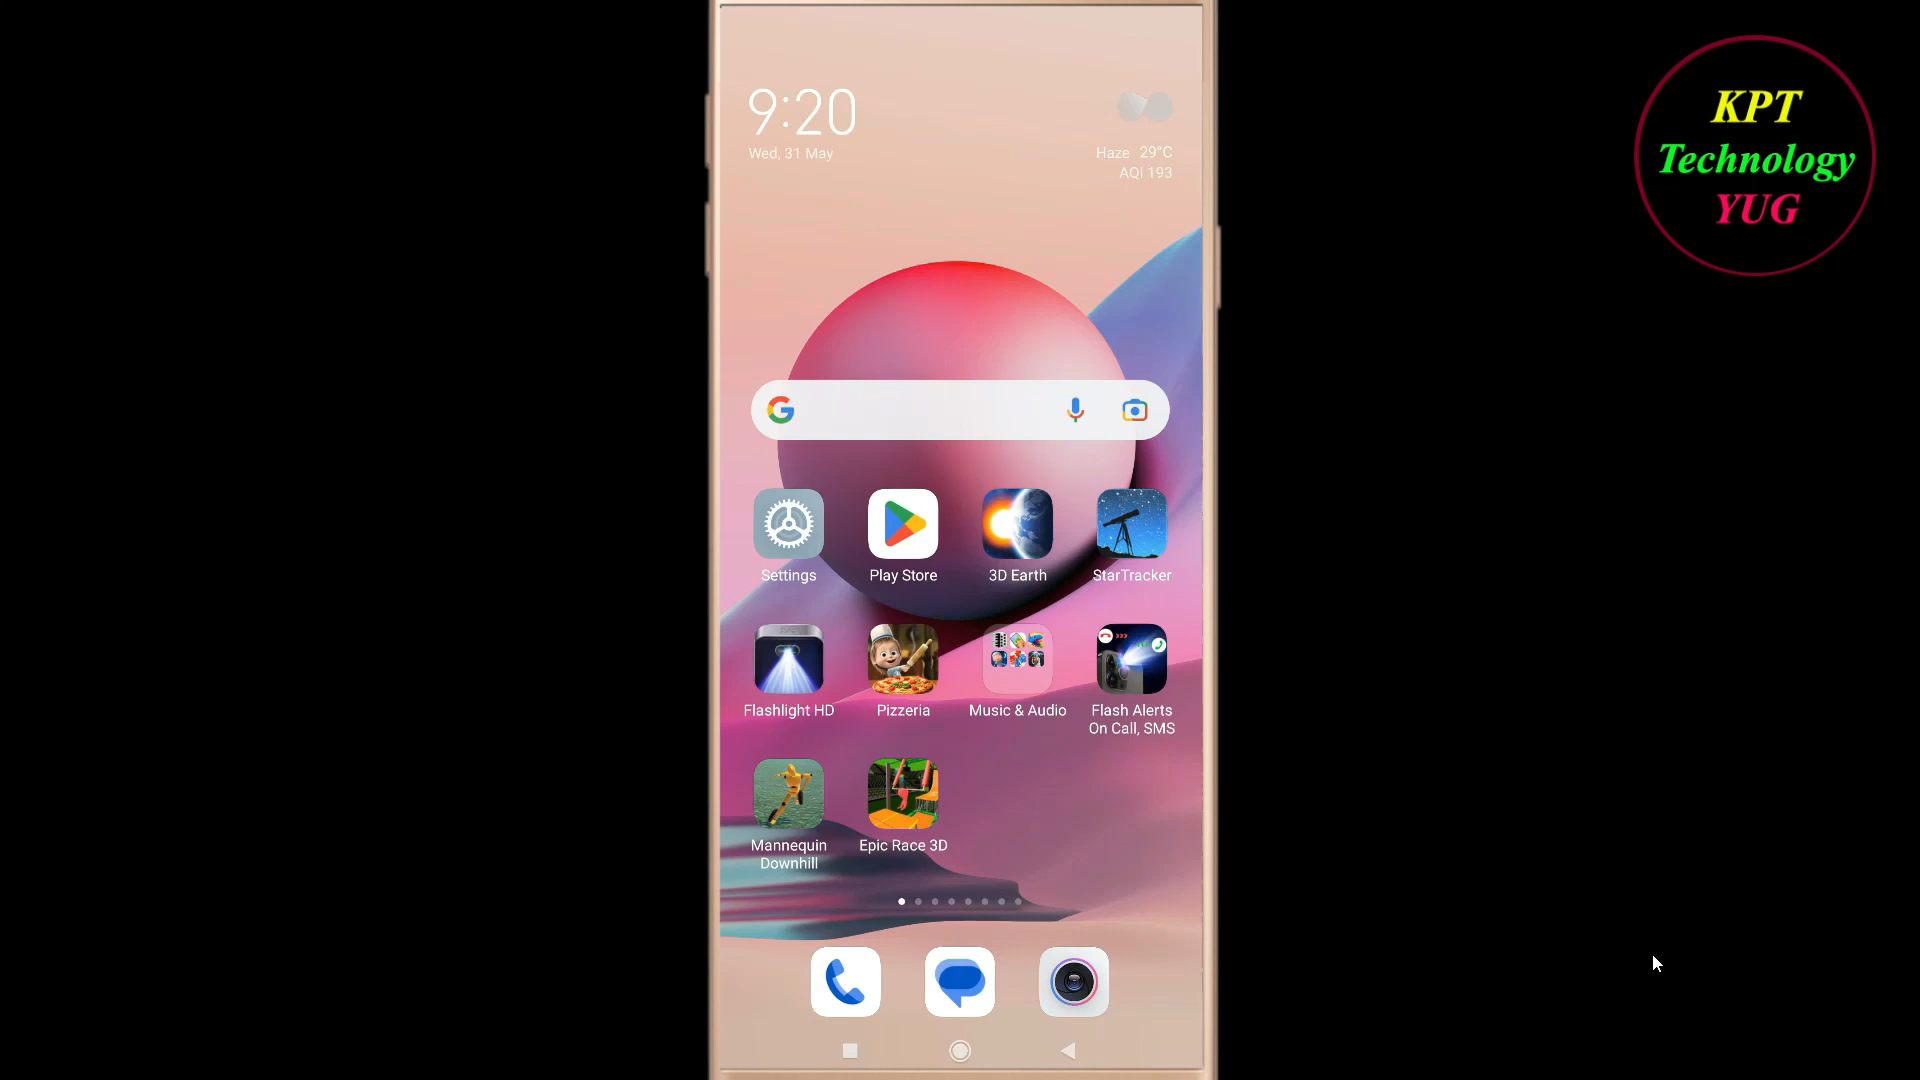 9:20
Wed, 31 May
Haze 29°C
AQI 193
KPT
Technology
YUG
Settings
Play Store
3D Earth
StarTracker
Flashlight HD
Pizzeria
Music & Audio
Flash Alerts
On Call, SMS
Mannequin
Downhill
Epic Race 3D